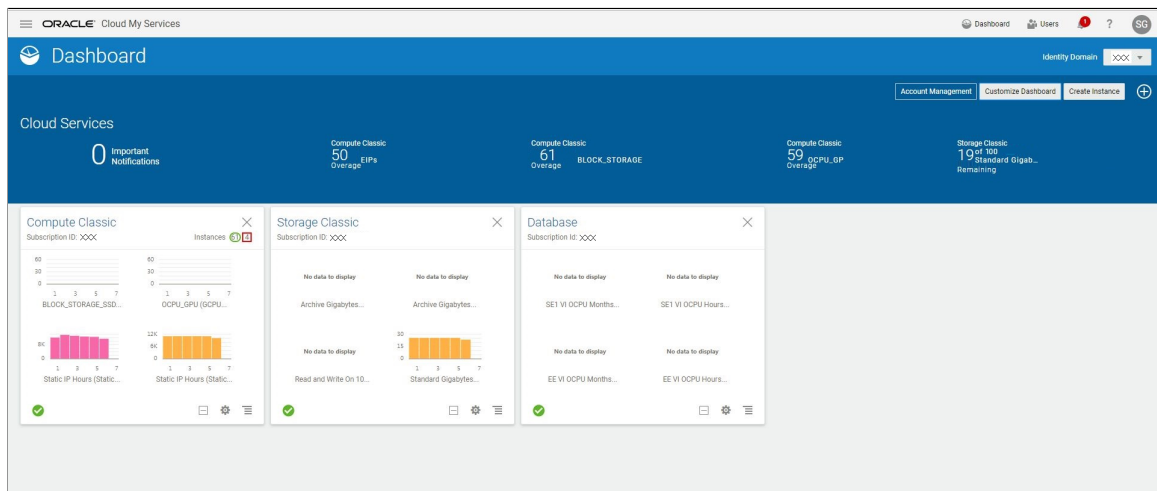 ORACLE Cloud My Services
Dashboard
Users
1
?
SG
Dashboard
Identity Domain
XXX
Account Management
Customize Dashboard
Create Instance
Cloud Services
0 Important
Notifications
Compute Classic
50 EIPs
Overage
Compute Classic
61 BLOCK_STORAGE
Overage
Compute Classic
59 OCPU_GP
Overage
Storage Classic
19 of 100
Standard Gigab...
Remaining
Compute Classic
Subscription ID: XXX
Instances 61 4
60
30
0
1 3 5 7
BLOCK_STORAGE_SSD...
60
30
0
1 3 5 7
OCPU_GPU (GCPU...
8K
0
1 3 5 7
Static IP Hours (Static...
12K
6K
0
1 3 5 7
Static IP Hours (Static...
Storage Classic
Subscription ID: XXX
No data to display
Archive Gigabytes...
No data to display
Archive Gigabytes...
No data to display
Read and Write On 10...
30
15
0
1 3 5 7
Standard Gigabytes...
Database
Subscription Id: XXX
No data to display
SE1 VI OCPU Months...
No data to display
SE1 VI OCPU Hours...
No data to display
EE VI OCPU Months...
No data to display
EE VI OCPU Hours...